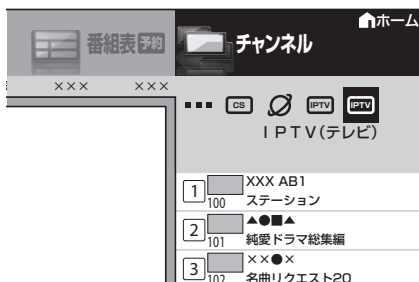 ホーム
番組表 予約
チャンネル
××× ×××
CS IPTV IPTV
IPTV(テレビ)
1 100 XXX AB1
ステーション
2 101 ▲●■▲
純愛ドラマ総集編
3 102 ××●×
名曲リクエスト20